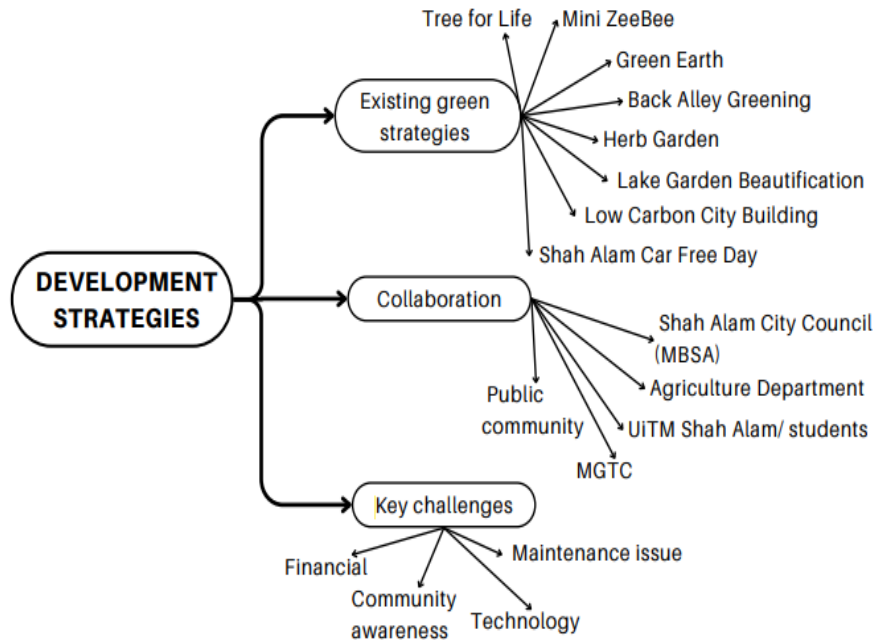 Tree for Life
Mini ZeeBee
Green Earth
Existing green
strategies
Back Alley Greening
Herb Garden
Lake Garden Beautification
Low Carbon City Building
Shah Alam Car Free Day
DEVELOPMENT
STRATEGIES
Collaboration
Shah Alam City Council
(MBSA)
Agriculture Department
Public
community
UiTM Shah Alam/ students
MGTC
Key challenges
Financial
Maintenance issue
Community
awareness
Technology